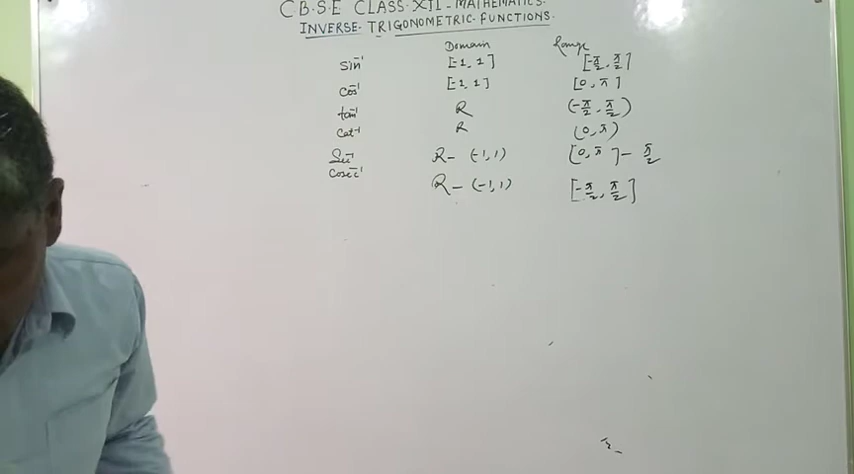 C.B.S.E CLASS-XII-MATHEMATICS.
INVERSE-TRIGONOMETRIC-FUNCTIONS.
Domain Range
sin⁻¹ [-1, 1] [-π/2, π/2]
cos⁻¹ [-1, 1] [0, π]
tan⁻¹ R (-π/2, π/2)
cot⁻¹ R (0, π)
Sec⁻¹ R - (-1, 1) [0, π] - π/2
cosec⁻¹ R - (-1, 1) [-π/2, π/2]